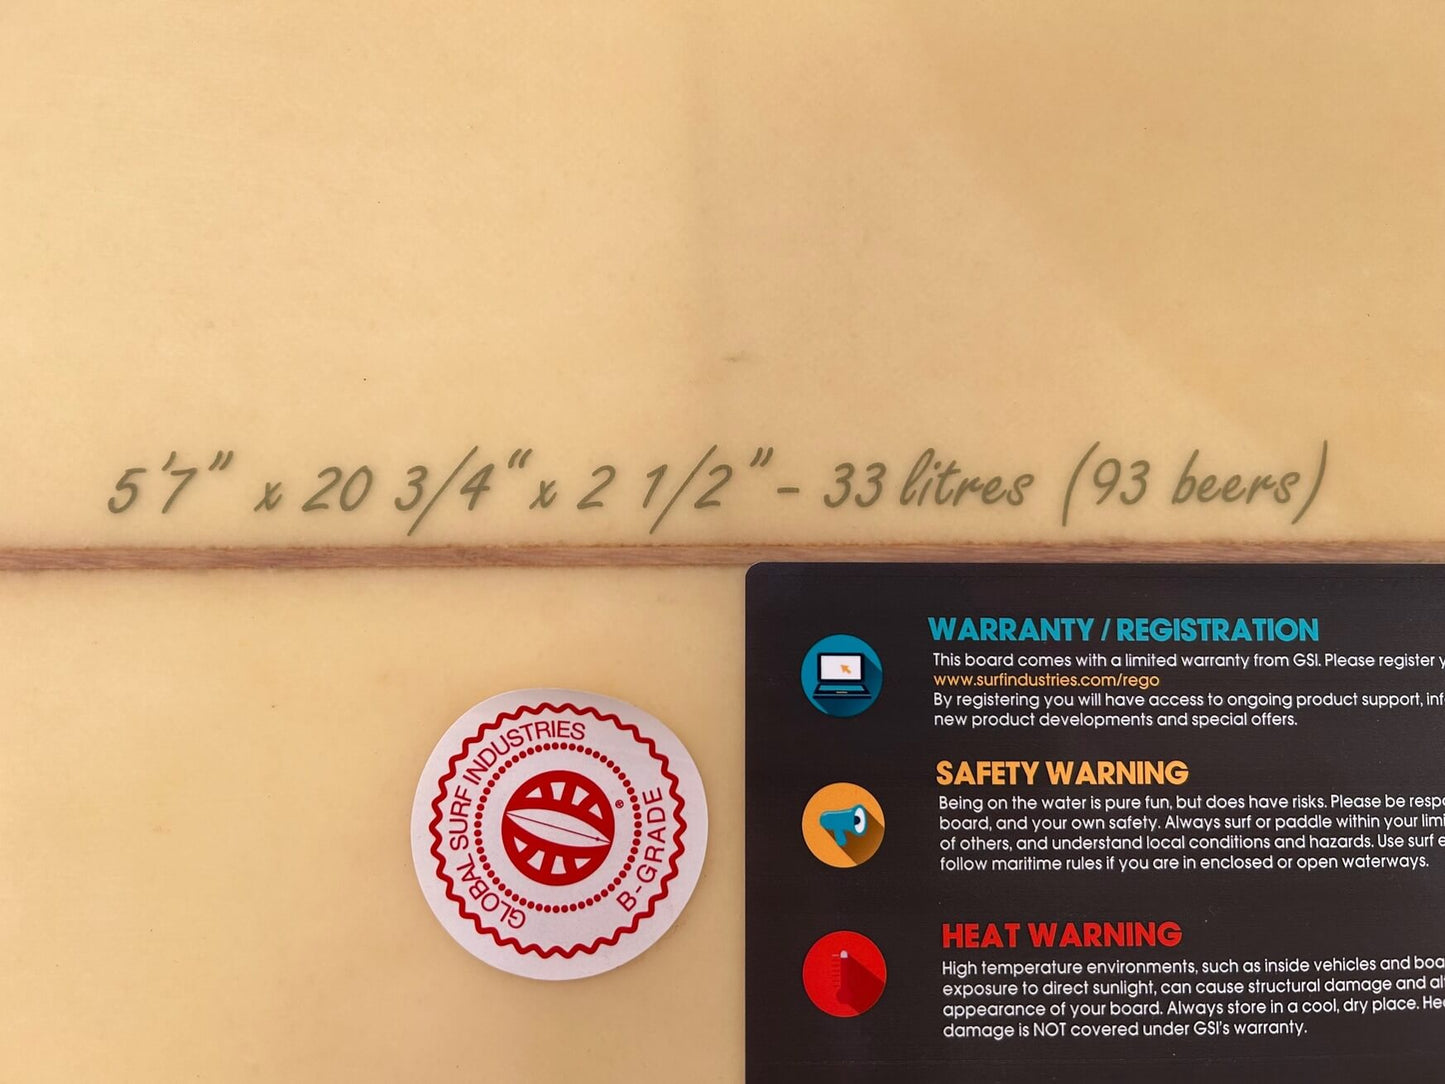 5'7" x 20 3/4" x 2 1/2" - 33 litres (93 beers)
WARRANTY / REGISTRATION
This board comes with a limited warranty from GSI. Please register
www.surfindustries.com/rego
By registering you will have access to ongoing product support,
new product developments and special offers.
SAFETY WARNING
Being on the water is pure fun, but does have risks. Please be
board, and your own safety. Always surf or paddle within your
of others, and understand local conditions and hazards. Use surf
follow maritime rules if you are in enclosed or open waterways.
HEAT WARNING
High temperature environments, such as inside vehicles and
exposure to direct sunlight, can cause structural damage and
appearance of your board. Always store in a cool, dry place.
damage is NOT covered under GSI's warranty.
GLOBAL SURF INDUSTRIES
®
B-GRADE